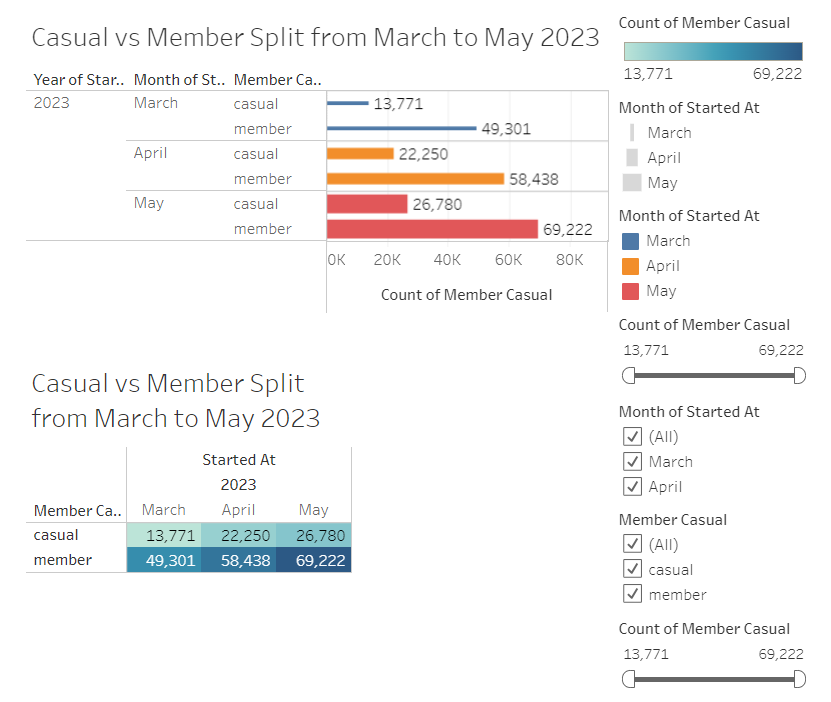 Casual vs Member Split from March to May 2023
Year of Star.. Month of St.. Member Ca..
2023 March casual 13,771
member 49,301
April casual 22,250
member 58,438
May casual 26,780
member 69,222
0K 20K 40K 60K 80K
Count of Member Casual
Casual vs Member Split
from March to May 2023
Started At
2023
Member Ca.. March April May
casual 13,771 22,250 26,780
member 49,301 58,438 69,222
Count of Member Casual
13,771 69,222
Month of Started At
March
April
May
Month of Started At
March
April
May
Count of Member Casual
13,771 69,222
Month of Started At
(All)
March
April
Member Casual
(All)
casual
member
Count of Member Casual
13,771 69,222